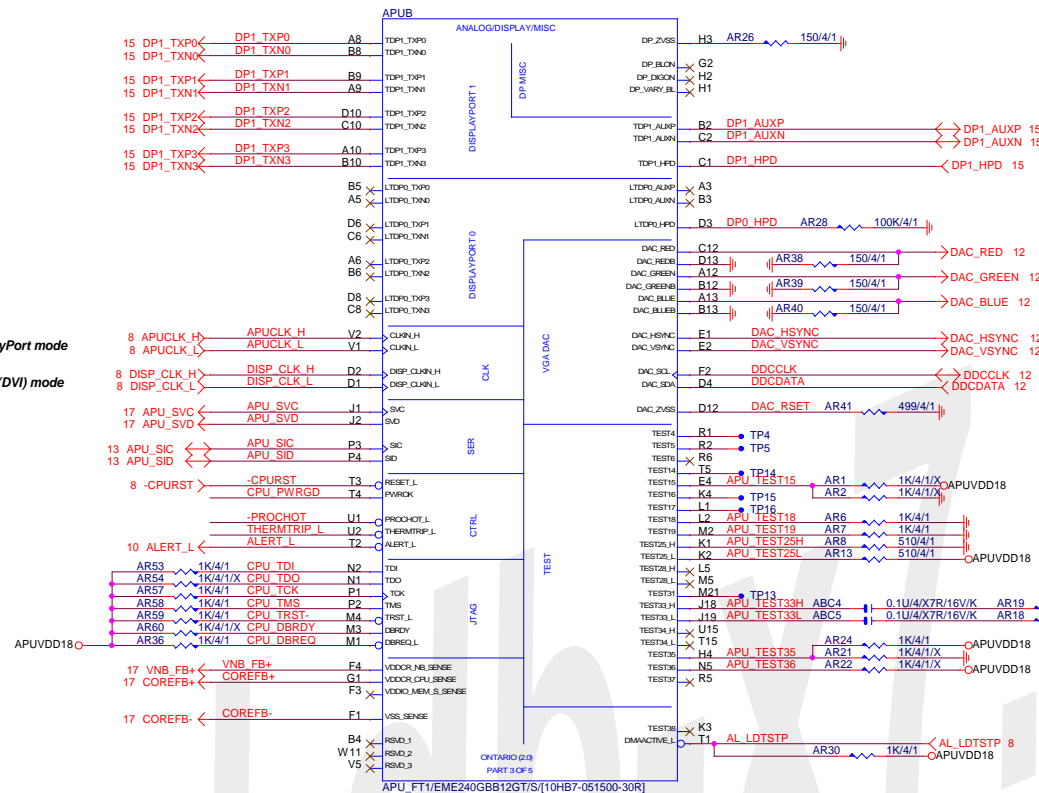 APUB
ANALOG/DISPLAY/MISC
15 DP1_TXP0 DP1_TXP0 A8 TDP1_TXP0
15 DP1_TXN0 DP1_TXN0 B8 TDP1_TXN0
15 DP1_TXP1 DP1_TXP1 B9 TDP1_TXP1
15 DP1_TXN1 DP1_TXN1 A9 TDP1_TXN1
15 DP1_TXP2 DP1_TXP2 D10 TDP1_TXP2
15 DP1_TXN2 DP1_TXN2 C10 TDP1_TXN2
15 DP1_TXP3 DP1_TXP3 A10 TDP1_TXP3
15 DP1_TXN3 DP1_TXN3 B10 TDP1_TXN3
DISPLAYPORT 1
DP MISC
B5 LTDP0_TXP0
A5 LTDP0_TXN0
D6 LTDP0_TXP1
C6 LTDP0_TXN1
A6 LTDP0_TXP2
B6 LTDP0_TXN2
D8 LTDP0_TXP3
C8 LTDP0_TXN3
DISPLAYPORT 0
yPort mode
8 APUCLK_H APUCLK_H V2 CLKIN_H
8 APUCLK_L APUCLK_L V1 CLKIN_L
(DVI) mode
8 DISP_CLK_H DISP_CLK_H D2 DISP_CLKIN_H
8 DISP_CLK_L DISP_CLK_L D1 DISP_CLKIN_L
CLK
17 APU_SVC APU_SVC J1 SVC
17 APU_SVD APU_SVD J2 SVD
13 APU_SIC APU_SIC P3 SIC
13 APU_SID APU_SID P4 SID
SER
8 -CPURST -CPURST T3 RESET_L
CPU_PWRGD T4 PWROK
-PROCHOT U1 PROCHOT_L
THERMTRIP_L U2 THERMTRIP_L
10 ALERT_L ALERT_L T2 ALERT_L
CTRL
AR53 1K/4/1 CPU_TDI N2 TDI
AR54 1K/4/1/X CPU_TDO N1 TDO
AR57 1K/4/1 CPU_TCK P1 TCK
AR58 1K/4/1 CPU_TMS P2 TMS
AR59 1K/4/1 CPU_TRST- M4 TRST_L
AR60 1K/4/1/X CPU_DBRDY M3 DBRDY
APUVDD18 AR36 1K/4/1 CPU_DBREQ M1 DBREQ_L
JTAG
17 VNB_FB+ VNB_FB+ F4 VDDCR_NB_SENSE
17 COREFB+ COREFB+ G1 VDDCR_CPU_SENSE
F3 VDDIO_MEM_S_SENSE
17 COREFB- COREFB- F1 VSS_SENSE
B4 RSVD_1
W11 RSVD_2
V5 RSVD_3
DP_ZVSS H3 AR26 150/4/1
DP_BLON G2
DP_DIGON H2
DP_VARY_BL H1
TDP1_AUXP B2 DP1_AUXP DP1_AUXP 15
TDP1_AUXN C2 DP1_AUXN DP1_AUXN 15
TDP1_HPD C1 DP1_HPD DP1_HPD 15
LTDP0_AUXP A3
LTDP0_AUXN B3
LTDP0_HPD D3 DP0_HPD AR28 100K/4/1
DAC_RED C12 DAC_RED 12
DAC_REDB D13 AR38 150/4/1
DAC_GREEN A12 DAC_GREEN 12
DAC_GREENB B12 AR39 150/4/1
DAC_BLUE A13 DAC_BLUE 12
DAC_BLUEB B13 AR40 150/4/1
DAC_HSYNC E1 DAC_HSYNC DAC_HSYNC 12
DAC_VSYNC E2 DAC_VSYNC DAC_VSYNC 12
DAC_SCL F2 DDCCLK DDCCLK 12
DAC_SDA D4 DDCDATA DDCDATA 12
DAC_ZVSS D12 DAC_RSET AR41 499/4/1
VGA DAC
TEST4 R1 TP4
TEST5 R2 TP5
TEST6 R6
TEST14 T5 TP14
TEST15 E4 APU_TEST15 AR1 1K/4/1/X APUVDD18
AR2 1K/4/1
TEST16 K4 TP15
TEST17 L1 TP16
TEST18 L2 APU_TEST18 AR6 1K/4/1
TEST19 M2 APU_TEST19 AR7 1K/4/1
TEST25_H K1 APU_TEST25H AR8 510/4/1
TEST25_L K2 APU_TEST25L AR13 510/4/1 APUVDD18
TEST28_H L5
TEST28_L M5
TEST31 M21 TP13
TEST33_H J18 APU_TEST33H ABC4 0.1U/4/X7R/16V/K AR19
TEST33_L J19 APU_TEST33L ABC5 0.1U/4/X7R/16V/K AR18
TEST34_H U15
TEST34_L T15 AR24 1K/4/1 APUVDD18
TEST35 H4 APU_TEST35 AR21 1K/4/1/X
TEST36 N5 APU_TEST36 AR22 1K/4/1/X APUVDD18
TEST37 R5
TEST
TEST38 K3
DMAACTIVE_L T1 AL_LDTSTP AL_LDTSTP 8
AR30 1K/4/1 APUVDD18
ONTARIO (2.0)
PART 3 OF 5
APU_FT1/EME240GBB12GT/S/[10HB7-051500-30R]